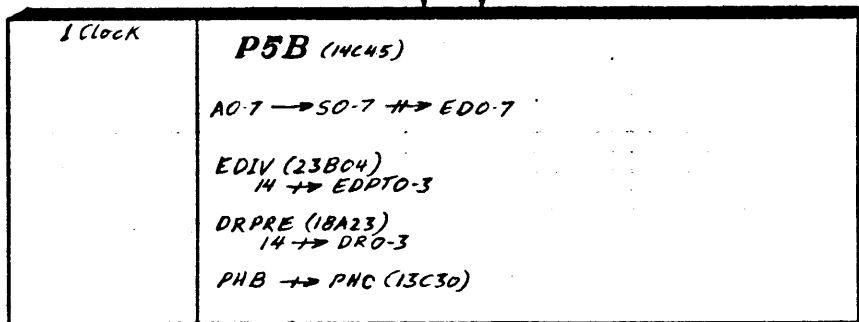 1 Clock
P5B (14C45)
A0-7 → S0-7 ⇸ ED0-7
EDIV (23B04)
14 ⇸ EDPT0-3
DRPRE (18A23)
14 ⇸ DR0-3
PHB ⇸ PHC (13C30)